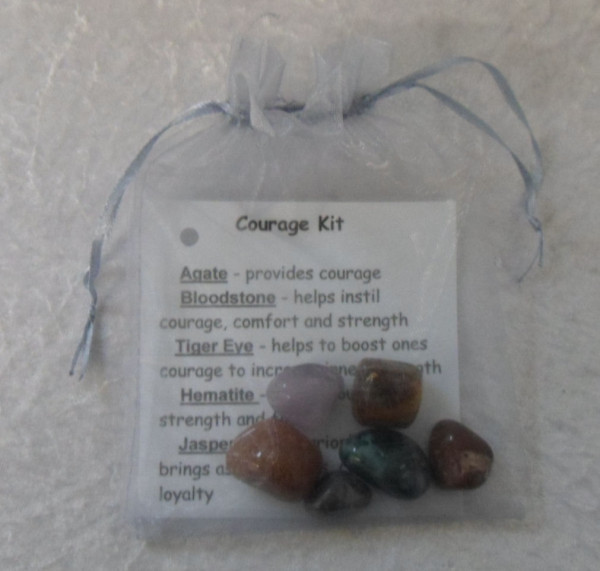 Courage Kit
Agate - provides courage
Bloodstone - helps instil
courage, comfort and strength
Tiger Eye - helps to boost ones
courage to
Hematite -
strength and
Jasper
brings
loyalty